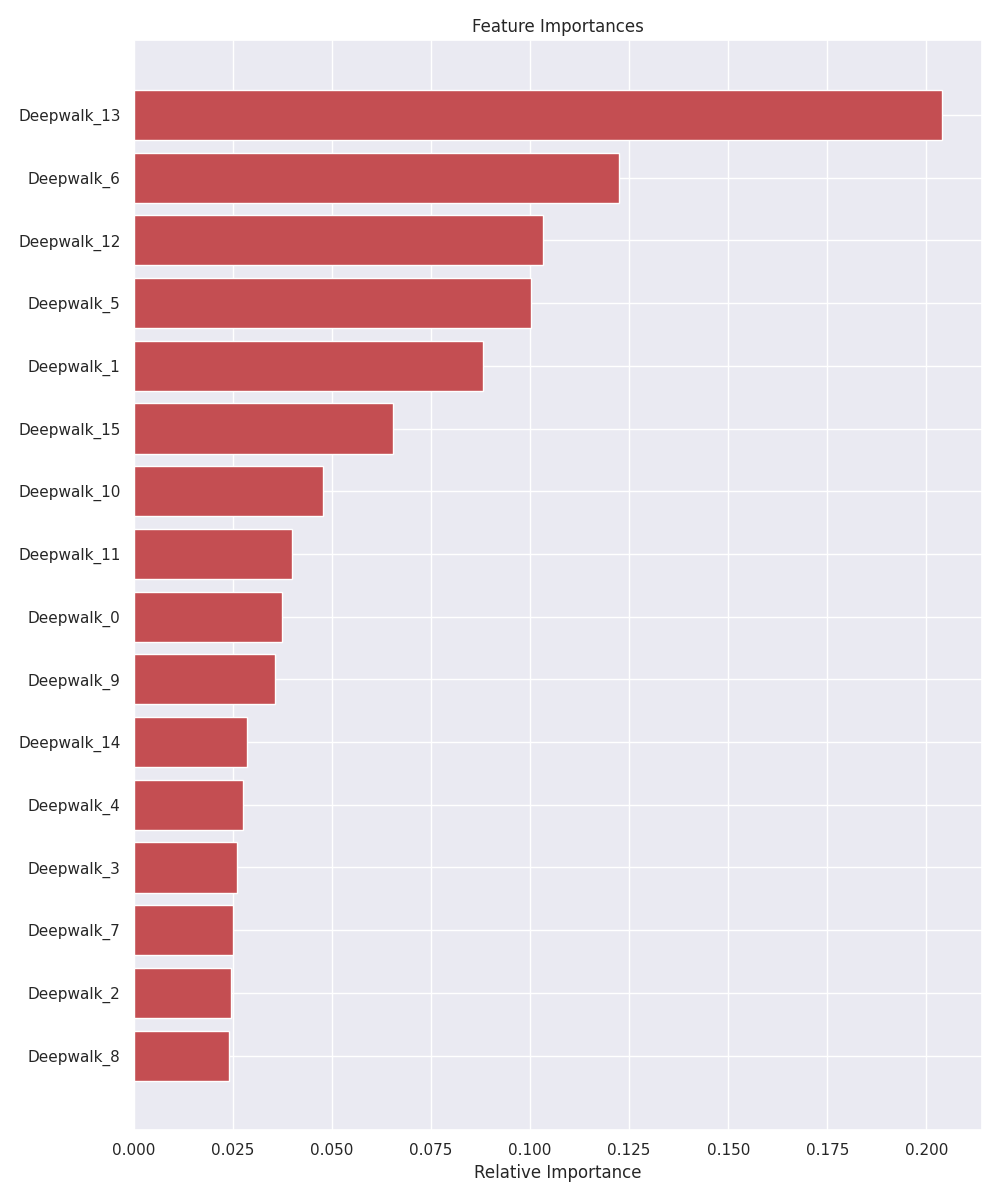 Feature Importances
Deepwalk_13
Deepwalk_6
Deepwalk_12
Deepwalk_5
Deepwalk_1
Deepwalk_15
Deepwalk_10
Deepwalk_11
Deepwalk_0
Deepwalk_9
Deepwalk_14
Deepwalk_4
Deepwalk_3
Deepwalk_7
Deepwalk_2
Deepwalk_8
0.000 0.025 0.050 0.075 0.100 0.125 0.150 0.175 0.200
Relative Importance